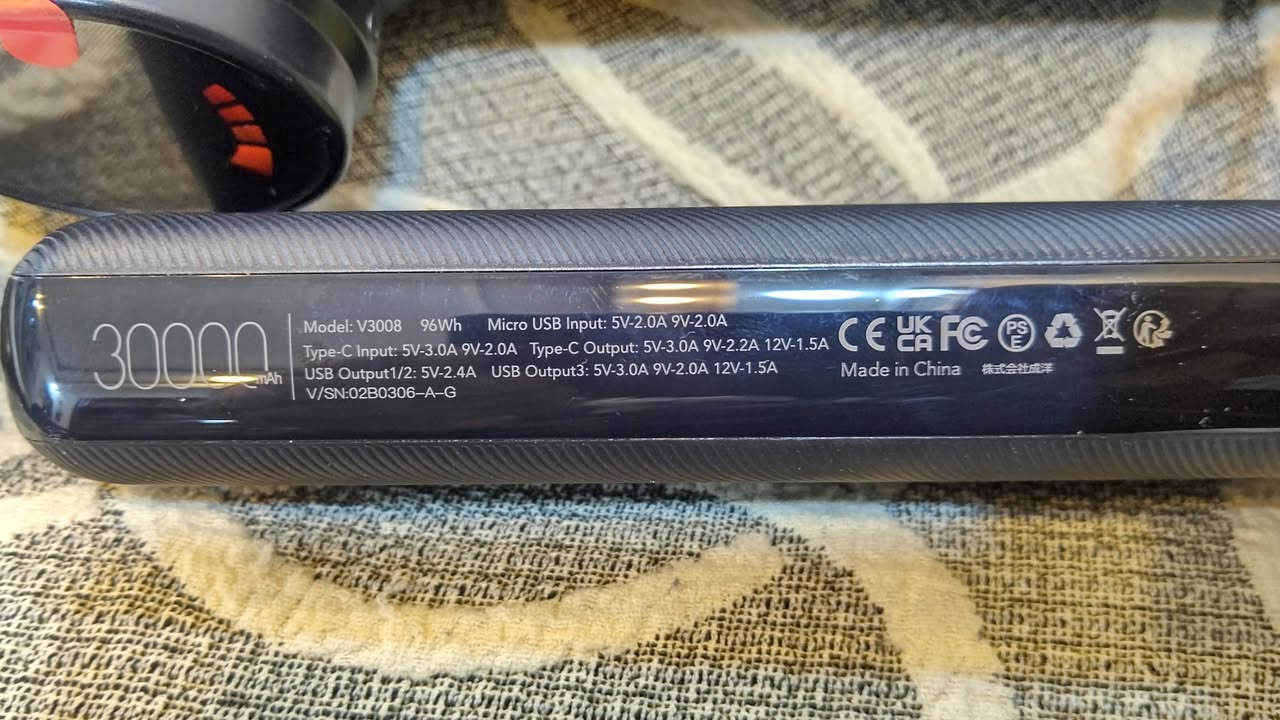 30000mAh
Model: V3008 96Wh Micro USB Input: 5V-2.0A 9V-2.0A
Type-C Input: 5V-3.0A 9V-2.0A Type-C Output: 5V-3.0A 9V-2.2A 12V-1.5A
USB Output1/2: 5V-2.4A USB Output3: 5V-3.0A 9V-2.0A 12V-1.5A
V/SN:02B0306-A-G
CE UK CA FC PS E
Made in China 株式会社成洋